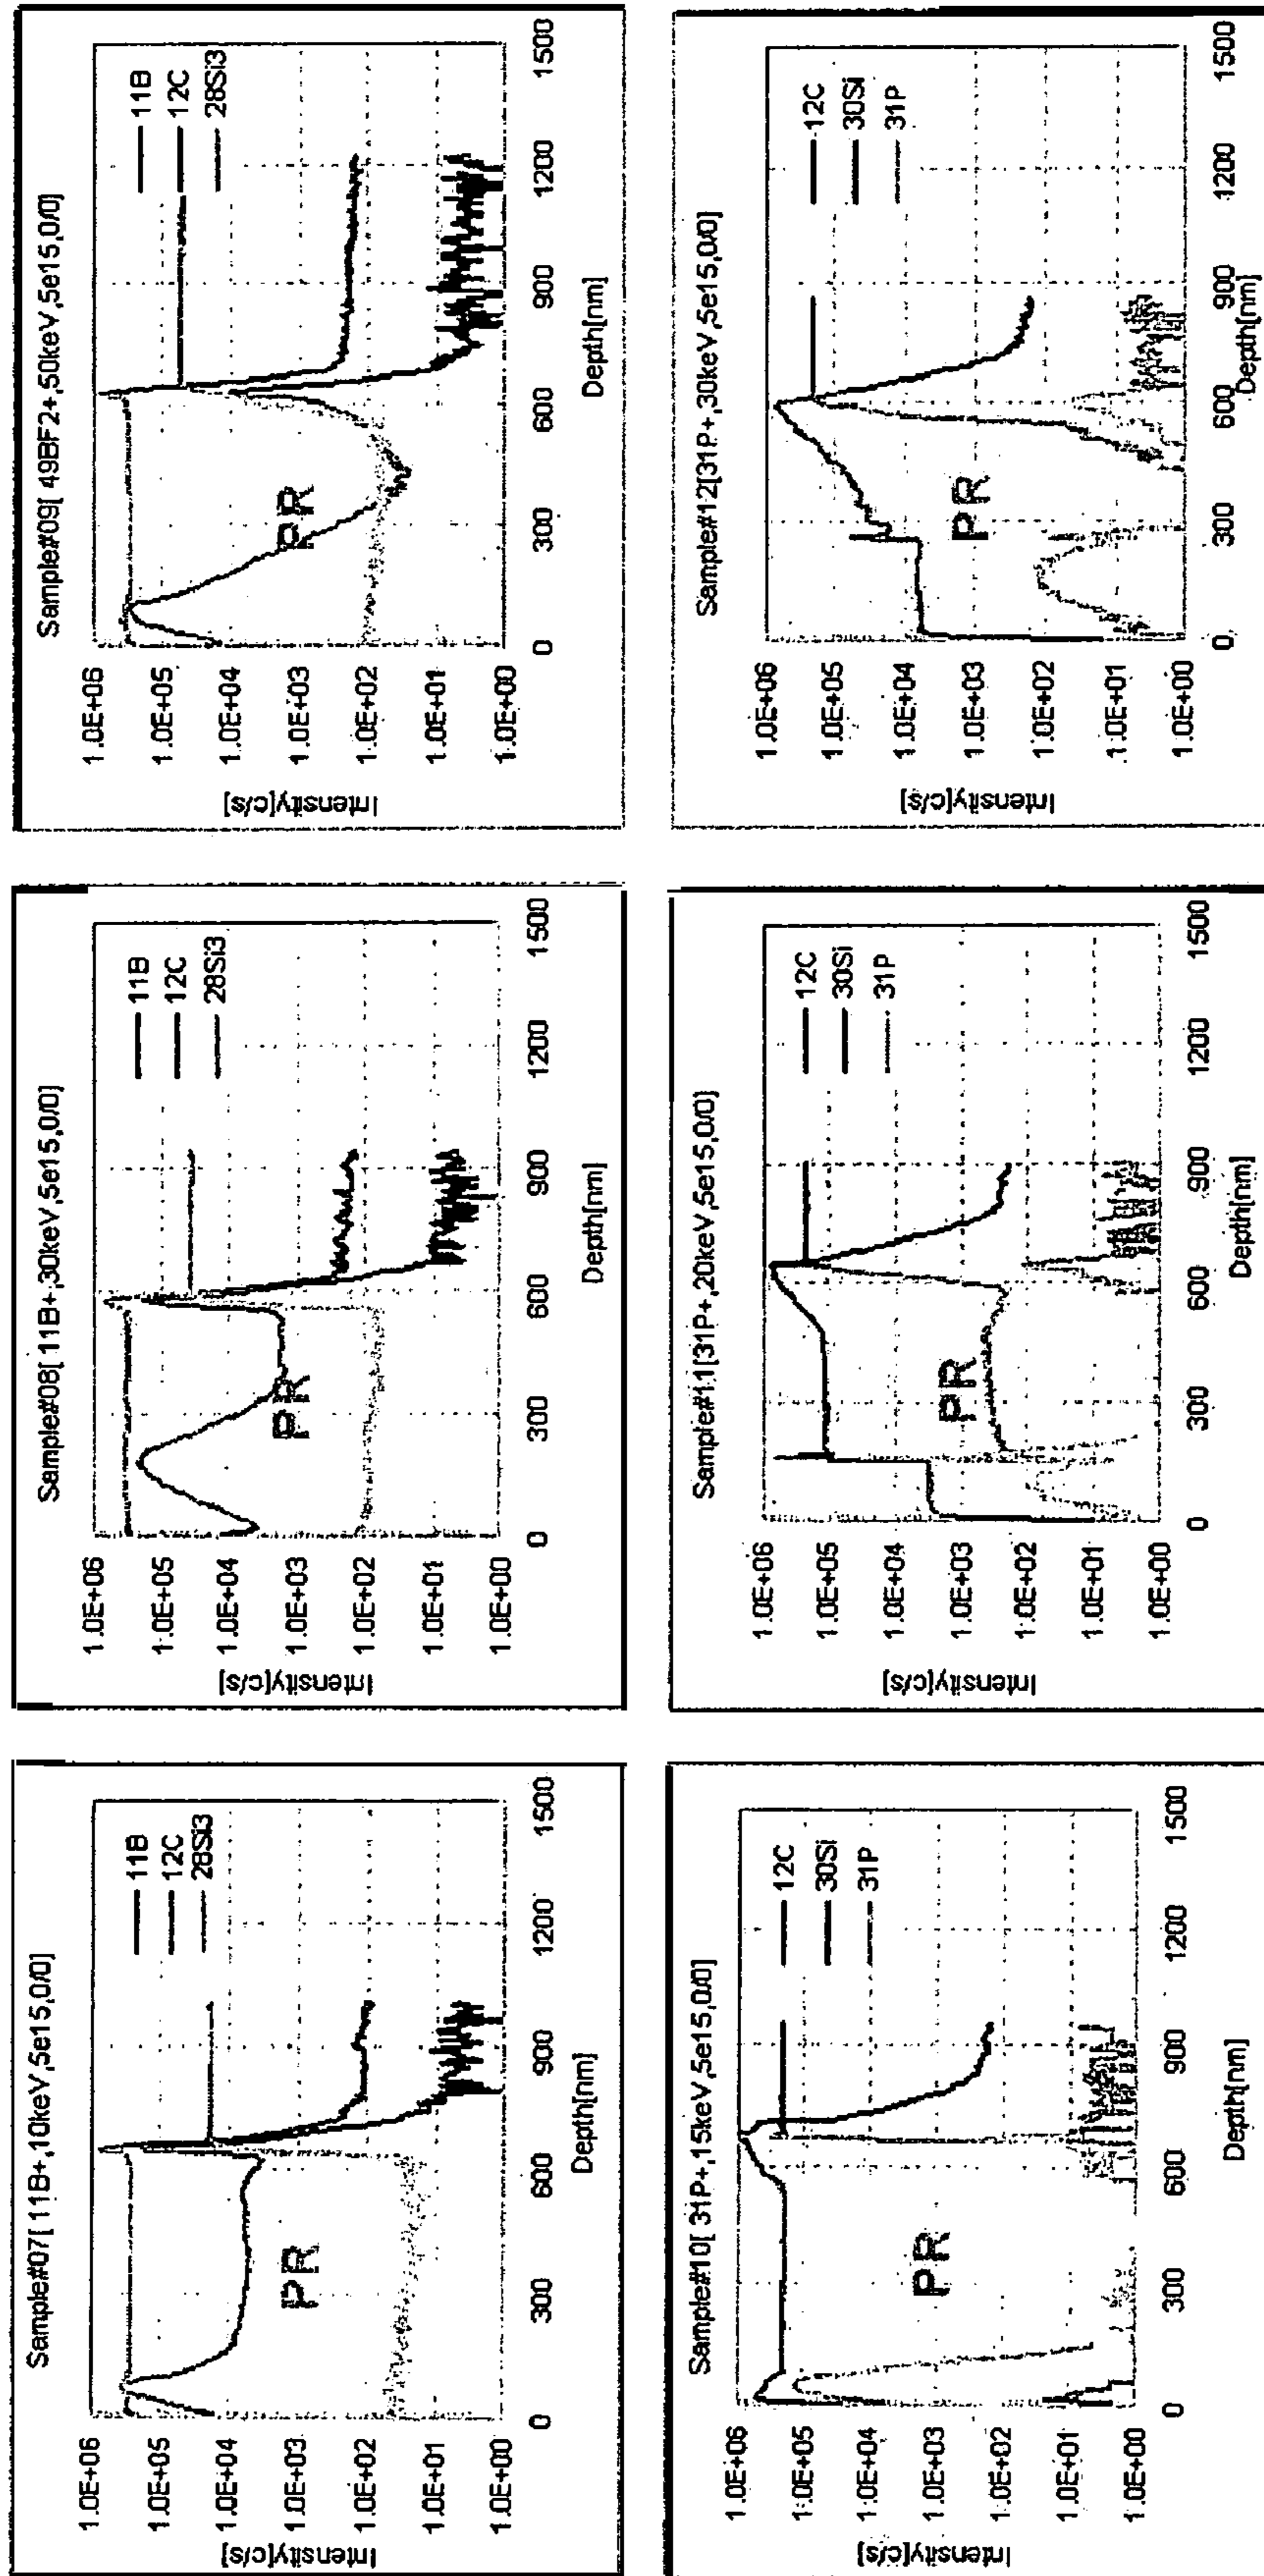 Sample#07[ 11B+,10keV,5e15,0/0]
11B
12C
28Si3
PR
Intensity[c/s]
1.0E+06
1.0E+05
1.0E+04
1.0E+03
1.0E+02
1.0E+01
1.0E+00
0 300 600 900 1200 1500
Depth[nm]
Sample#08[ 11B+,30keV,5e15,0/0]
11B
12C
28Si3
PR
Intensity[c/s]
1.0E+06
1.0E+05
1.0E+04
1.0E+03
1.0E+02
1.0E+01
1.0E+00
0 300 600 900 1200 1500
Depth[nm]
Sample#09[ 49BF2+,50keV,5e15,0/0]
11B
12C
28Si3
PR
Intensity[c/s]
1.0E+06
1.0E+05
1.0E+04
1.0E+03
1.0E+02
1.0E+01
1.0E+00
0 300 600 900 1200 1500
Depth[nm]
Sample#10[ 31P+,15keV,5e15,0/0]
12C
30Si
31P
PR
Intensity[c/s]
1.0E+06
1.0E+05
1.0E+04
1.0E+03
1.0E+02
1.0E+01
1.0E+00
0 300 600 900 1200 1500
Depth[nm]
Sample#11[31P+,20keV,5e15,0/0]
12C
30Si
31P
PR
Intensity[c/s]
1.0E+06
1.0E+05
1.0E+04
1.0E+03
1.0E+02
1.0E+01
1.0E+00
0 300 600 900 1200 1500
Depth[nm]
Sample#12[31P+,30keV,5e15,0/0]
12C
30Si
31P
PR
Intensity[c/s]
1.0E+06
1.0E+05
1.0E+04
1.0E+03
1.0E+02
1.0E+01
1.0E+00
0 300 600 900 1200 1500
Depth[nm]